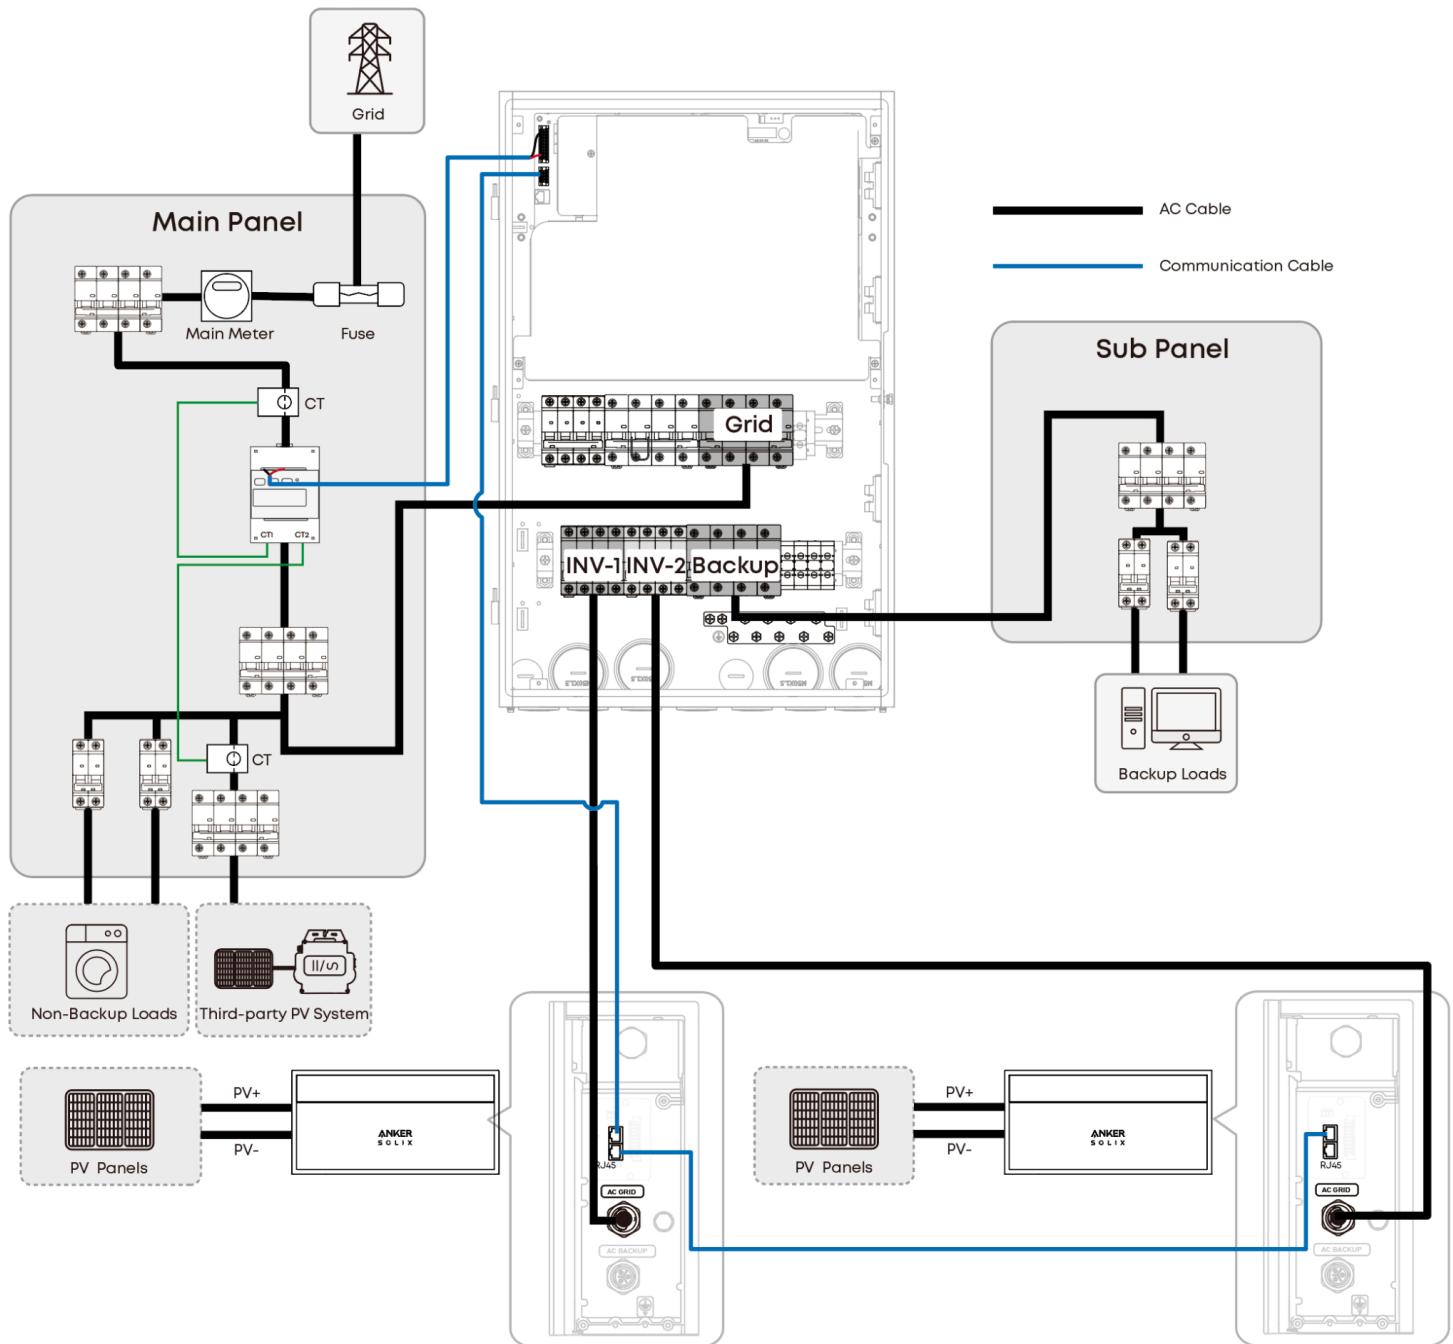 Grid
Main Panel
Main Meter
Fuse
CT
CT1
CT2
CT
Non-Backup Loads
Third-party PV System
AC Cable
Communication Cable
Grid
INV-1
INV-2
Backup
Sub Panel
Backup Loads
PV Panels
PV+
PV-
ANKER
SOLIX
RJ45
AC GRID
AC BACKUP
PV Panels
PV+
PV-
ANKER
SOLIX
RJ45
AC GRID
AC BACKUP